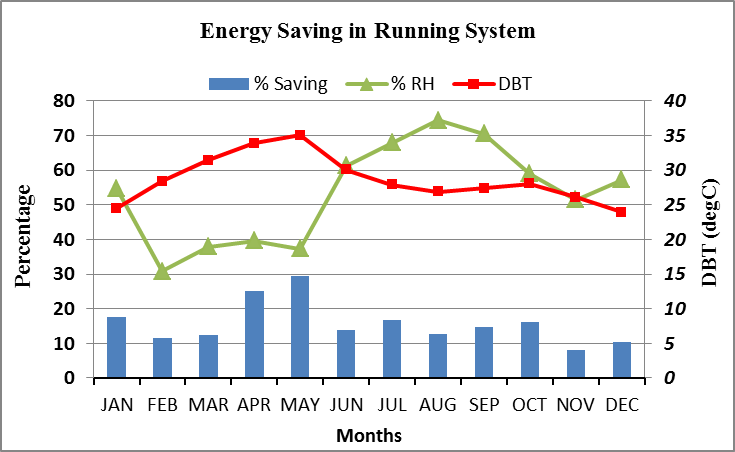 Energy Saving in Running System
% Saving % RH DBT
80 40
70 35
60 30
50 25
40 20
30 15
20 10
10 5
0 0
Percentage
DBT (degC)
JAN FEB MAR APR MAY JUN JUL AUG SEP OCT NOV DEC
Months